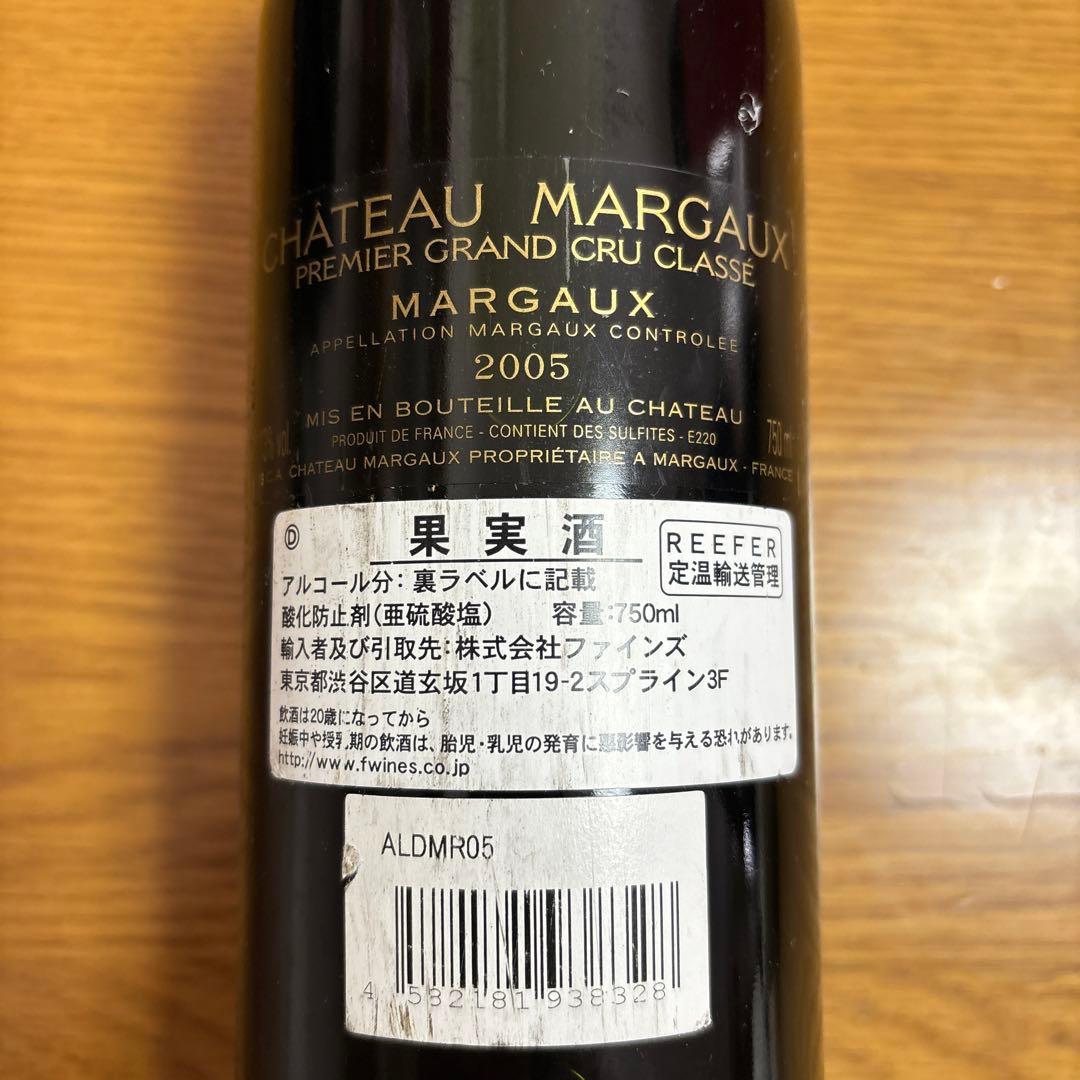 CHÂTEAU MARGAUX
PREMIER GRAND CRU CLASSÉ
MARGAUX
APPELLATION MARGAUX CONTROLÉE
2005
MIS EN BOUTEILLE AU CHATEAU
% vol. PRODUIT DE FRANCE - CONTIENT DES SULFITES - E220 750 ml
CHATEAU MARGAUX PROPRIÉTAIRE A MARGAUX - FRANCE
Ⓓ 果実酒 REEFER
定温輸送管理
アルコール分：裏ラベルに記載
酸化防止剤(亜硫酸塩) 容量:750ml
輸入者及び引取先:株式会社ファインズ
東京都渋谷区道玄坂1丁目19-2スプライン3F
飲酒は20歳になってから
妊娠中や授乳期の飲酒は、胎児・乳児の発育に悪影響を与える恐れがあります。
http://www.fwines.co.jp
ALDMR05
4 582181 938328